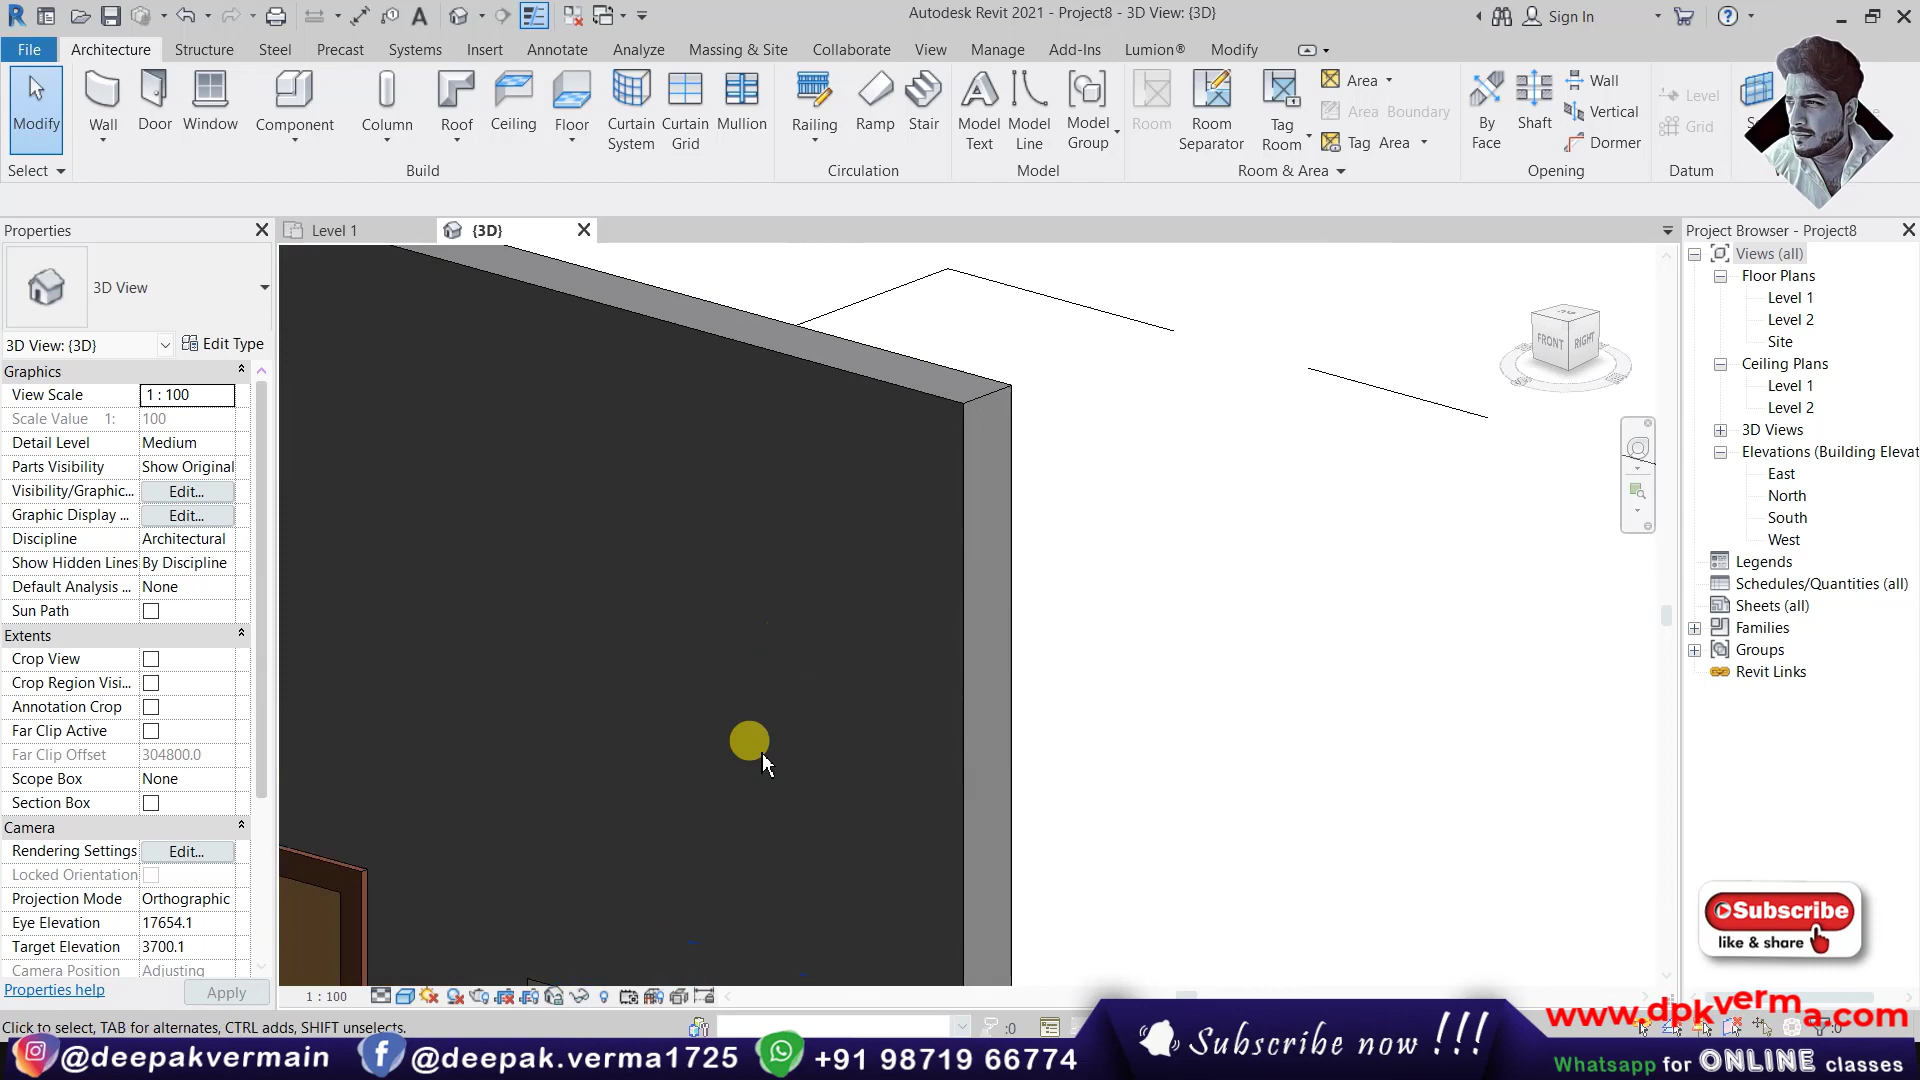 Autodesk Revit 2021 - Project8 - 3D View: {3D}
Sign In
File Architecture Structure Steel Precast Systems Insert Annotate Analyze Massing & Site Collaborate View Manage Add-Ins Lumion® Modify
Modify Wall Door Window Component Column Roof Ceiling Floor Curtain System Curtain Grid Mullion Railing Ramp Stair Model Text Model Line Model Group Room Room Separator Tag Room By Face Shaft
Area
Area Boundary
Tag Area
Wall
Vertical
Dormer
Level
Grid
Select Build Circulation Model Room & Area Opening Datum
Properties
Level 1 {3D}
Project Browser - Project8
3D View
3D View: {3D} Edit Type
Graphics
View Scale 1 : 100
Scale Value 1: 100
Detail Level Medium
Parts Visibility Show Original
Visibility/Graphic... Edit...
Graphic Display ... Edit...
Discipline Architectural
Show Hidden Lines By Discipline
Default Analysis ... None
Sun Path
Extents
Crop View
Crop Region Visi...
Annotation Crop
Far Clip Active
Far Clip Offset 304800.0
Scope Box None
Section Box
Camera
Rendering Settings Edit...
Locked Orientation
Projection Mode Orthographic
Eye Elevation 17654.1
Target Elevation 3700.1
Camera Position Adjusting
Properties help Apply
FRONT RIGHT
Views (all)
Floor Plans
Level 1
Level 2
Site
Ceiling Plans
Level 1
Level 2
3D Views
Elevations (Building Elevat
East
North
South
West
Legends
Schedules/Quantities (all)
Sheets (all)
Families
Groups
Revit Links
Subscribe
like & share
1 : 100
Click to select, TAB for alternates, CTRL adds, SHIFT unselects.
:0
:0
www.dpkverma.com
@deepakvermain @deepak.verma1725 +91 98719 66774
Subscribe now !!!
Whatsapp for ONLINE classes